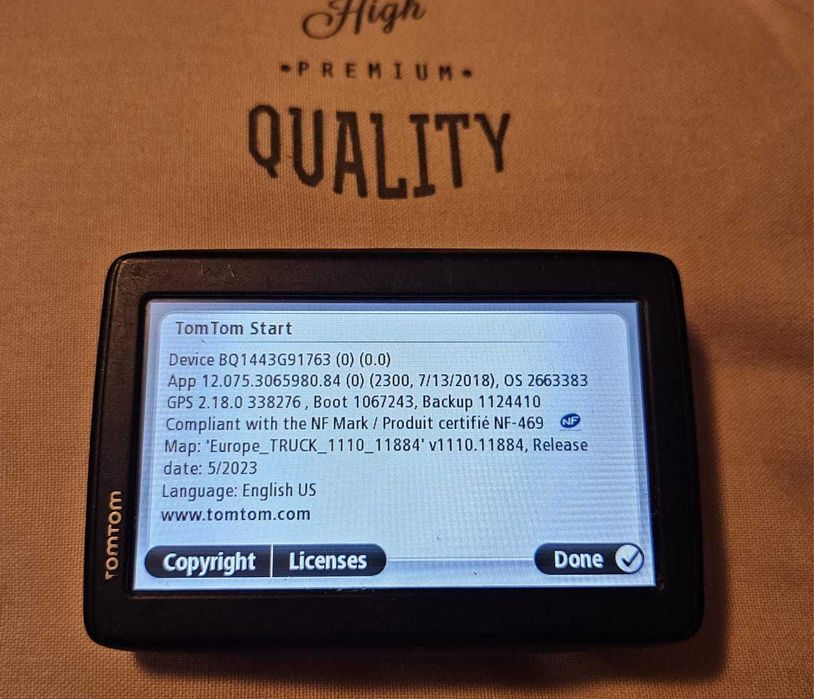 High
•PREMIUM•
QUALITY
TomTom Start
Device BQ1443G91763 (0) (0.0)
App 12.075.3065980.84 (0) (2300, 7/13/2018), OS 2663383
GPS 2.18.0 338276 , Boot 1067243, Backup 1124410
Compliant with the NF Mark / Produit certifié NF-469 NF
Map: 'Europe_TRUCK_1110_11884' v1110.11884, Release
date: 5/2023
Language: English US
www.tomtom.com
Copyright Licenses Done
TOMTOM